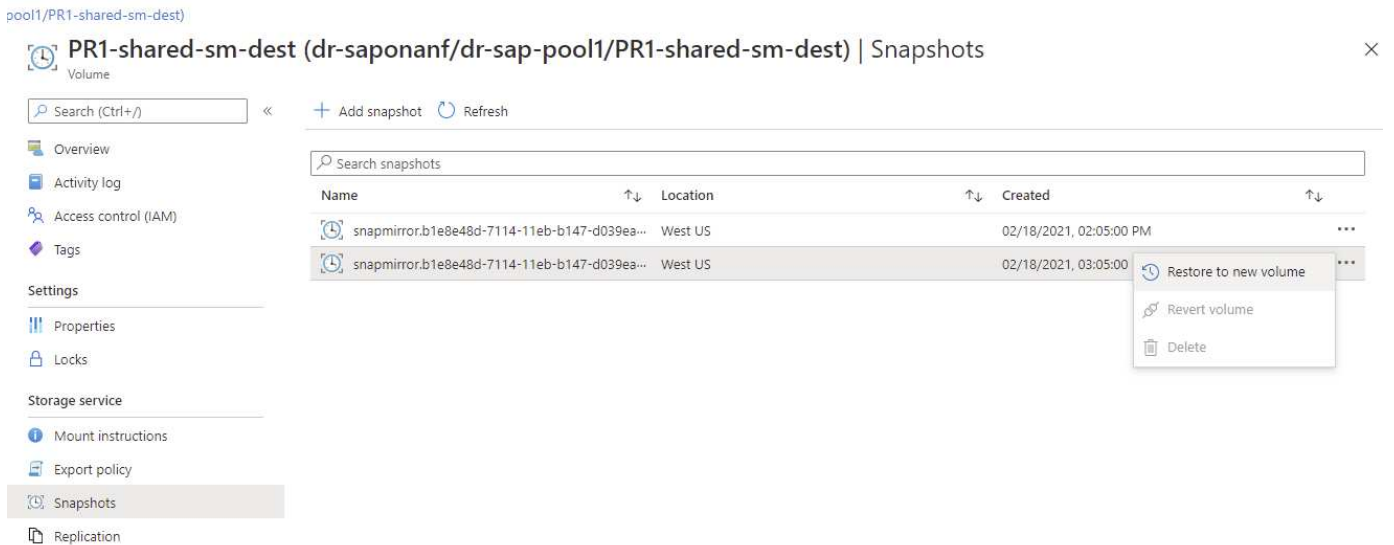 pool1/PR1-shared-sm-dest)
PR1-shared-sm-dest (dr-saponanf/dr-sap-pool1/PR1-shared-sm-dest) | Snapshots
Volume
Search (Ctrl+/)
«
Add snapshot Refresh
Overview
Activity log
Access control (IAM)
Tags
Settings
Properties
Locks
Storage service
Mount instructions
Export policy
Snapshots
Replication
Search snapshots
Name Location Created
snapmirror.b1e8e48d-7114-11eb-b147-d039ea... West US 02/18/2021, 02:05:00 PM
snapmirror.b1e8e48d-7114-11eb-b147-d039ea... West US 02/18/2021, 03:05:00
Restore to new volume
Revert volume
Delete